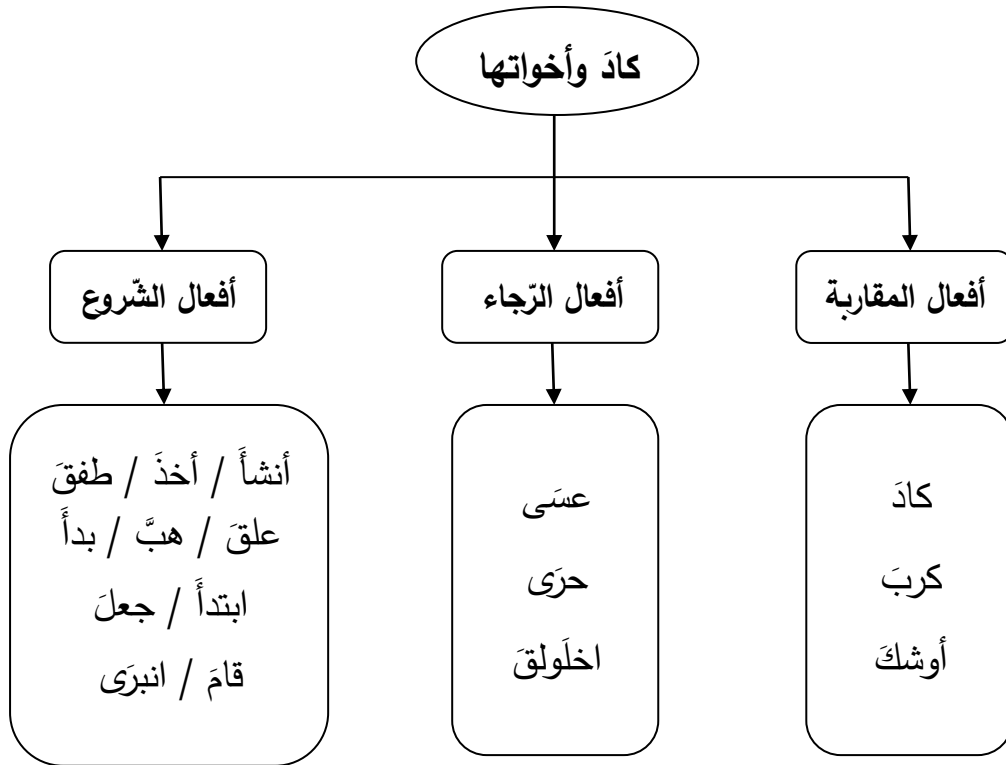 كادَ وأخواتها
أفعال المقاربة
أفعال الرّجاء
أفعال الشّروع
كادَ
كربَ
أوشكَ
عسَى
حرَى
اخلَولقَ
أنشأَ / أخذَ / طفقَ
علقَ / هبَّ / بدأَ
ابتدأَ / جعلَ
قامَ / انبرَى